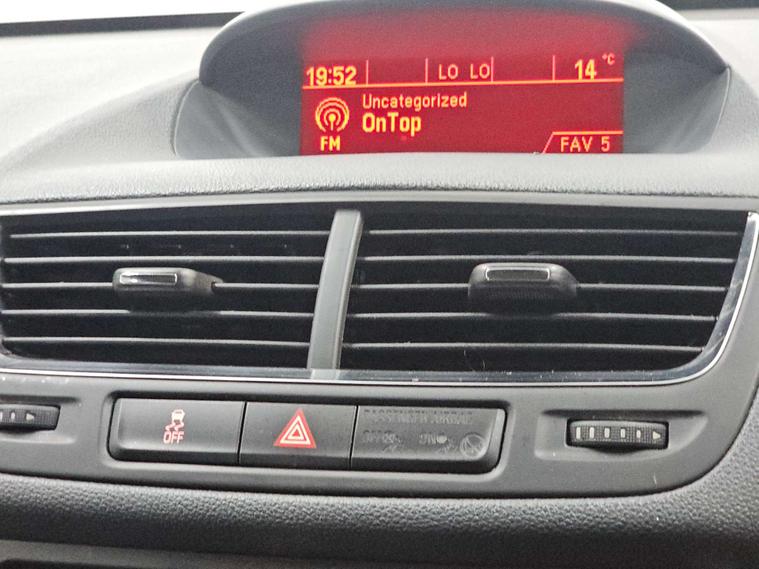 19:52 LO LO 14 °C
Uncategorized
OnTop
FM FAV 5
OFF PASSENGER AIRBAG